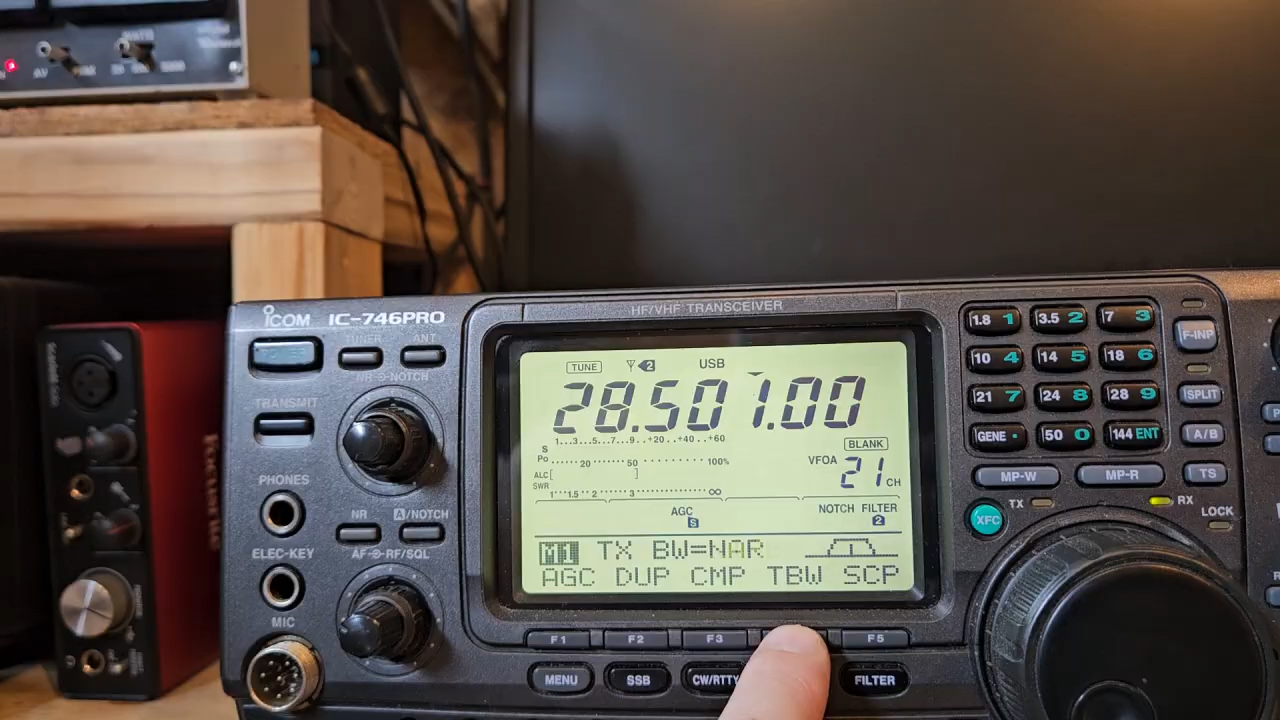 iCOM IC-746PRO
HF/VHF TRANSCEIVER
TUNER ANT
NR NOTCH
TRANSMIT
PHONES
NR A/NOTCH
ELEC-KEY
AF RF/SQL
MIC
TUNE 2 USB
28.501.00
S 1...3...5...7...9..+20..+40..+60
Po 20 50 100%
BLANK
ALC
VFOA 21 CH
SWR 1 1.5 2 3 ∞
AGC NOTCH FILTER
S 2
M1 TX BW=NAR
AGC DUP CMP TBW SCP
F1 F2 F3 F5
MENU SSB CW/RTTY FILTER
1.8 1 3.5 2 7 3
10 4 14 5 18 6
21 7 24 8 28 9
GENE . 50 0 144 ENT
F-INP
SPLIT
A/B
MP-W MP-R TS
XFC TX RX
LOCK